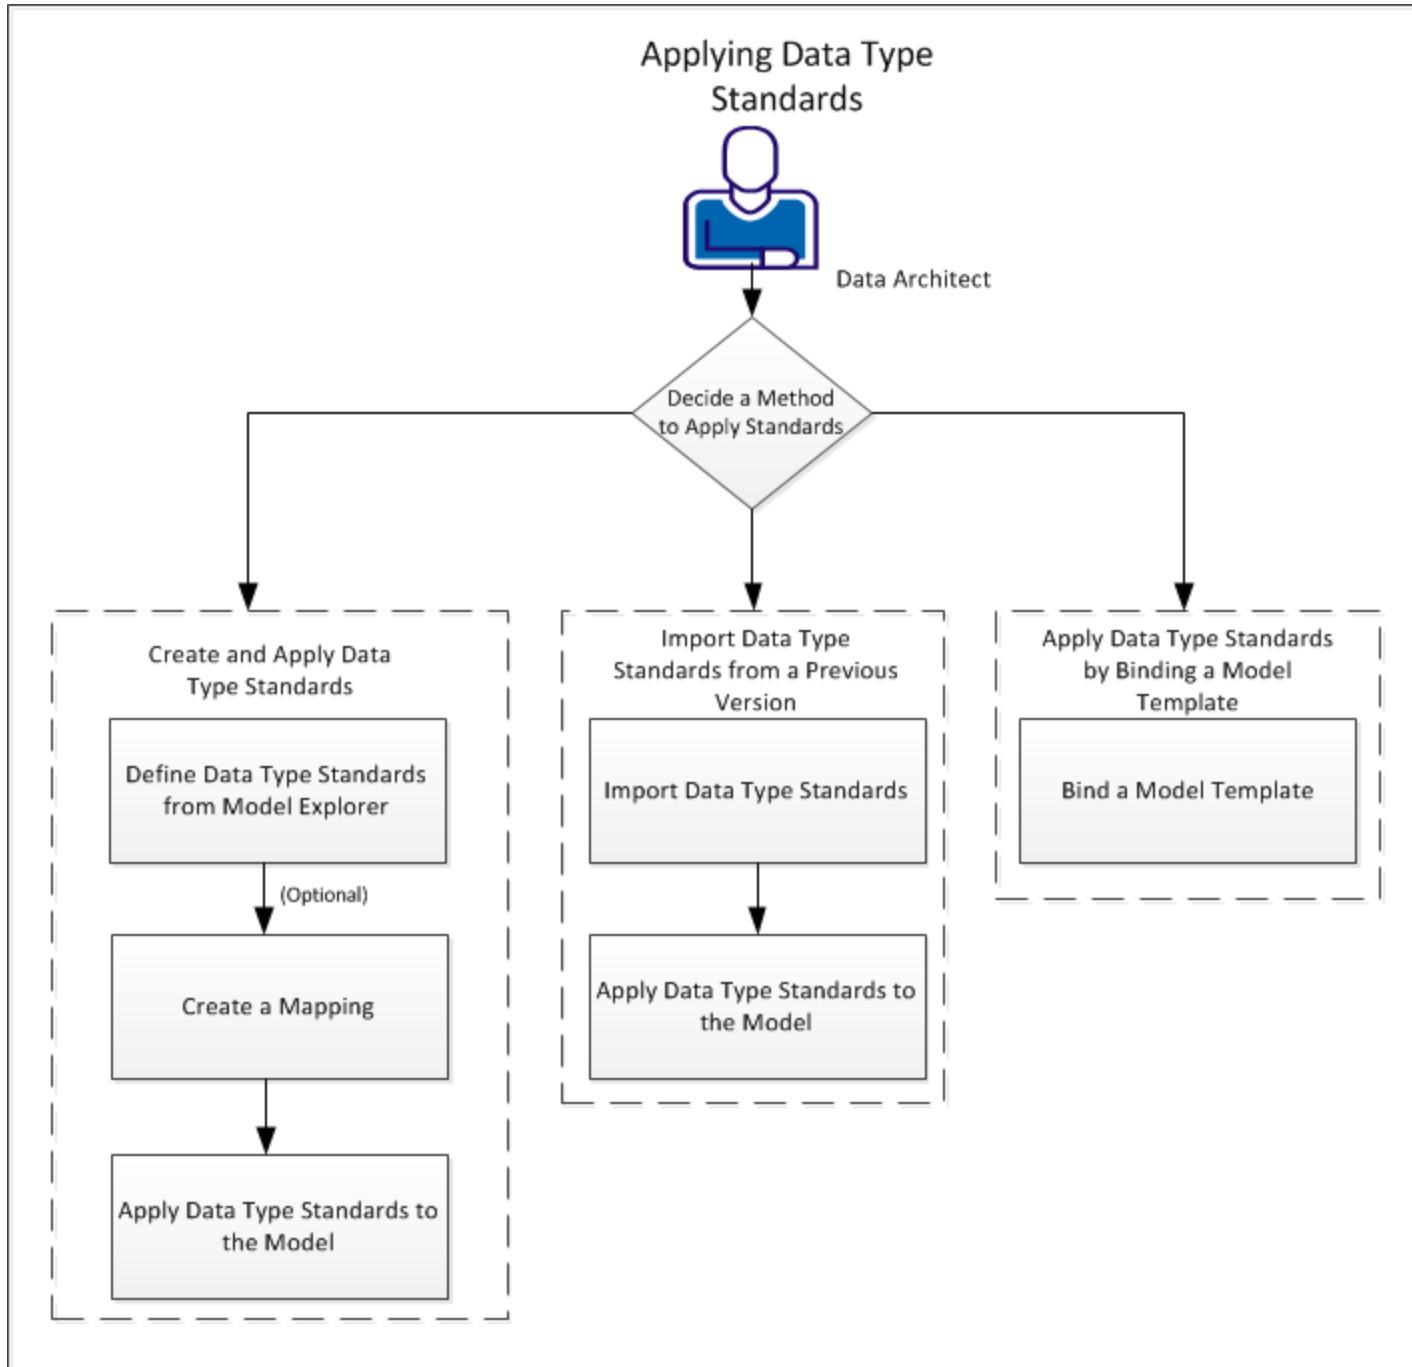 Applying Data Type
Standards
Data Architect
Decide a Method
to Apply Standards
Create and Apply Data
Type Standards
Define Data Type Standards
from Model Explorer
(Optional)
Create a Mapping
Apply Data Type Standards to
the Model
Import Data Type
Standards from a Previous
Version
Import Data Type Standards
Apply Data Type Standards to
the Model
Apply Data Type Standards
by Binding a Model
Template
Bind a Model Template